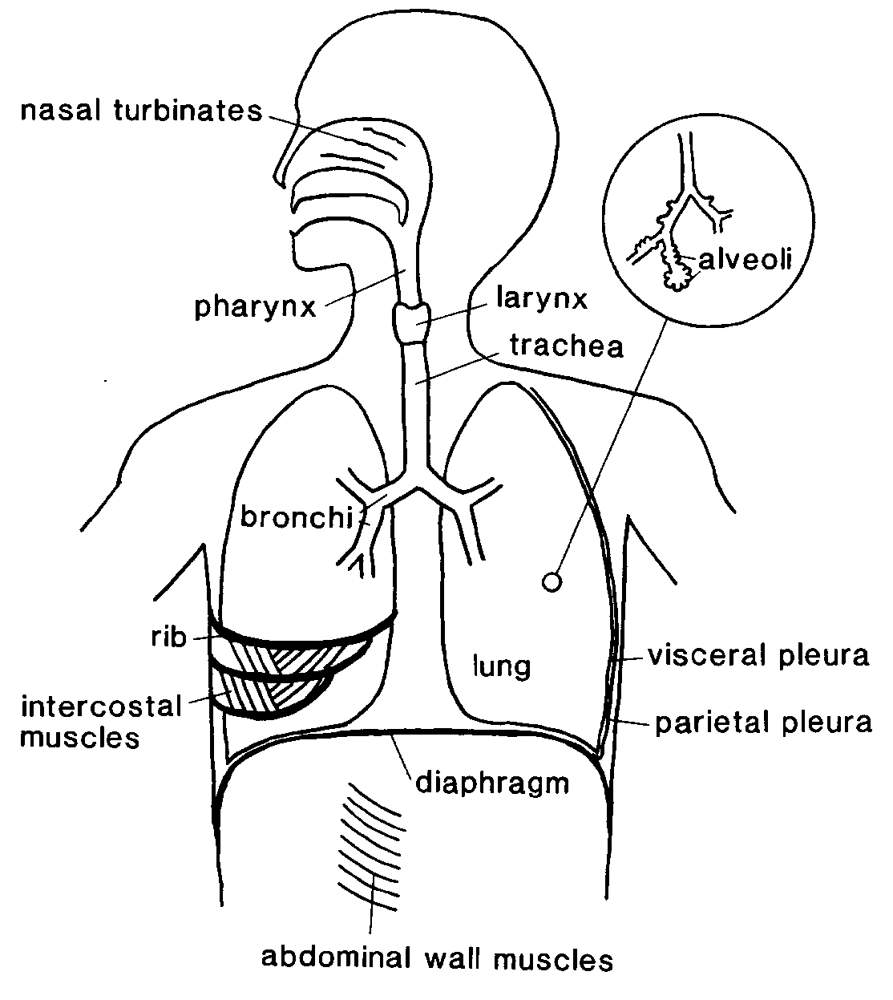 nasal turbinates
alveoli
larynx
pharynx
trachea
bronchi
rib
visceral pleura
lung
intercostal
muscles
parietal pleura
diaphragm
abdominal wall muscles